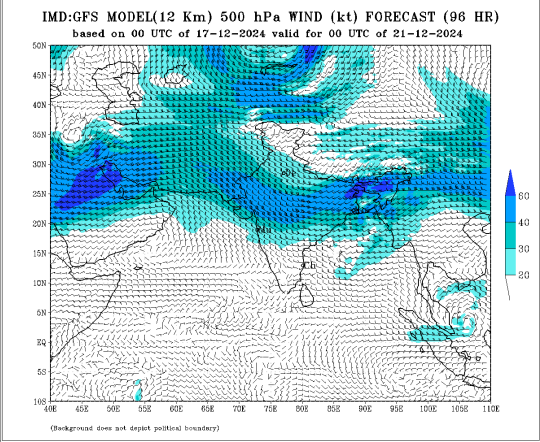 IMD:GFS MODEL(12 Km) 500 hPa WIND (kt) FORECAST (96 HR)
based on 00 UTC of 17-12-2024 valid for 00 UTC of 21-12-2024
50N
45N
40N
35N
30N
25N
20N
15N
10N
5N
EQ
5S
10S
40E 45E 50E 55E 60E 65E 70E 75E 80E 85E 90E 95E 100E 105E 110E
60
40
30
20
(Background does not depict political boundary)